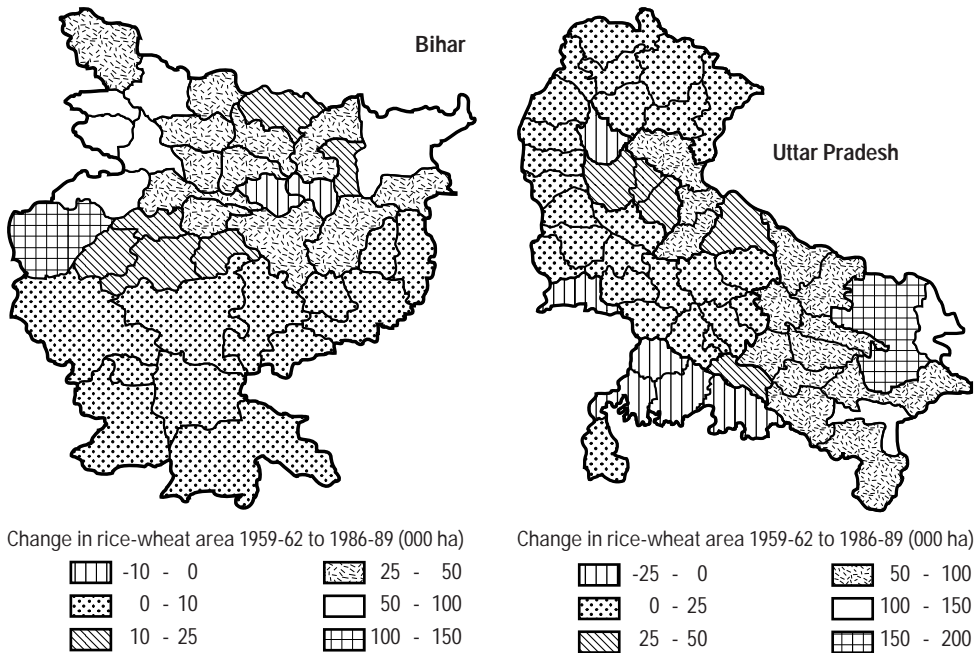 Bihar
Uttar Pradesh
Change in rice-wheat area 1959-62 to 1986-89 (000 ha)
-10 - 0
0 - 10
10 - 25
25 - 50
50 - 100
100 - 150
Change in rice-wheat area 1959-62 to 1986-89 (000 ha)
-25 - 0
0 - 25
25 - 50
50 - 100
100 - 150
150 - 200